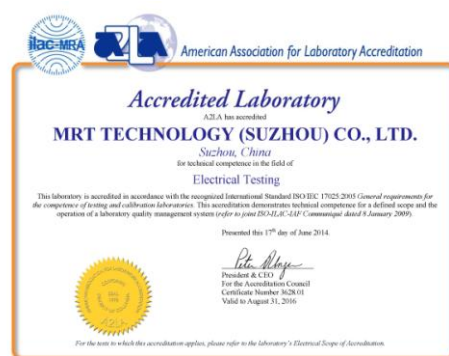 ilac-MRA
A2LA
American Association for Laboratory Accreditation
Accredited Laboratory
A2LA has accredited
MRT TECHNOLOGY (SUZHOU) CO., LTD.
Suzhou, China
for technical competence in the field of
Electrical Testing
This laboratory is accredited in accordance with the recognized International Standard ISO/IEC 17025:2005 General requirements for
the competence of testing and calibration laboratories. This accreditation demonstrates technical competence for a defined scope and the
operation of a laboratory quality management system (refer to joint ISO-ILAC-IAF Communiqué dated 8 January 2009)
Presented this 17th day of June 2014.
President & CEO
For the Accreditation Council
Certificate Number 3628.01
Valid to August 31, 2016
A2LA
For the tests to which this accreditation applies, please refer to the laboratory's Electrical Scope of Accreditation.